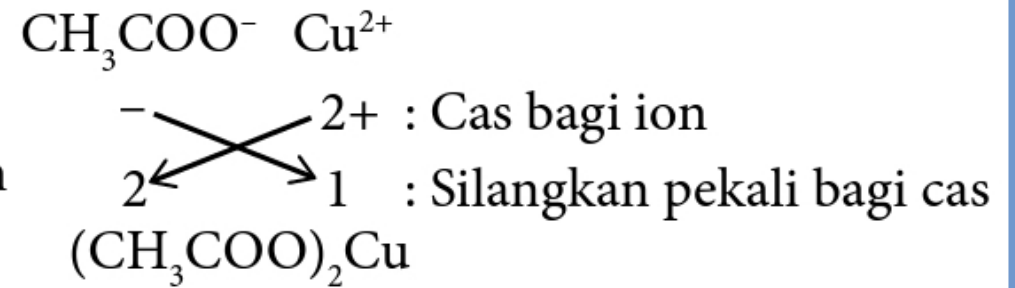 CH₃COO⁻ Cu²⁺
− 2+ : Cas bagi ion
2 1 : Silangkan pekali bagi cas
(CH₃COO)₂Cu